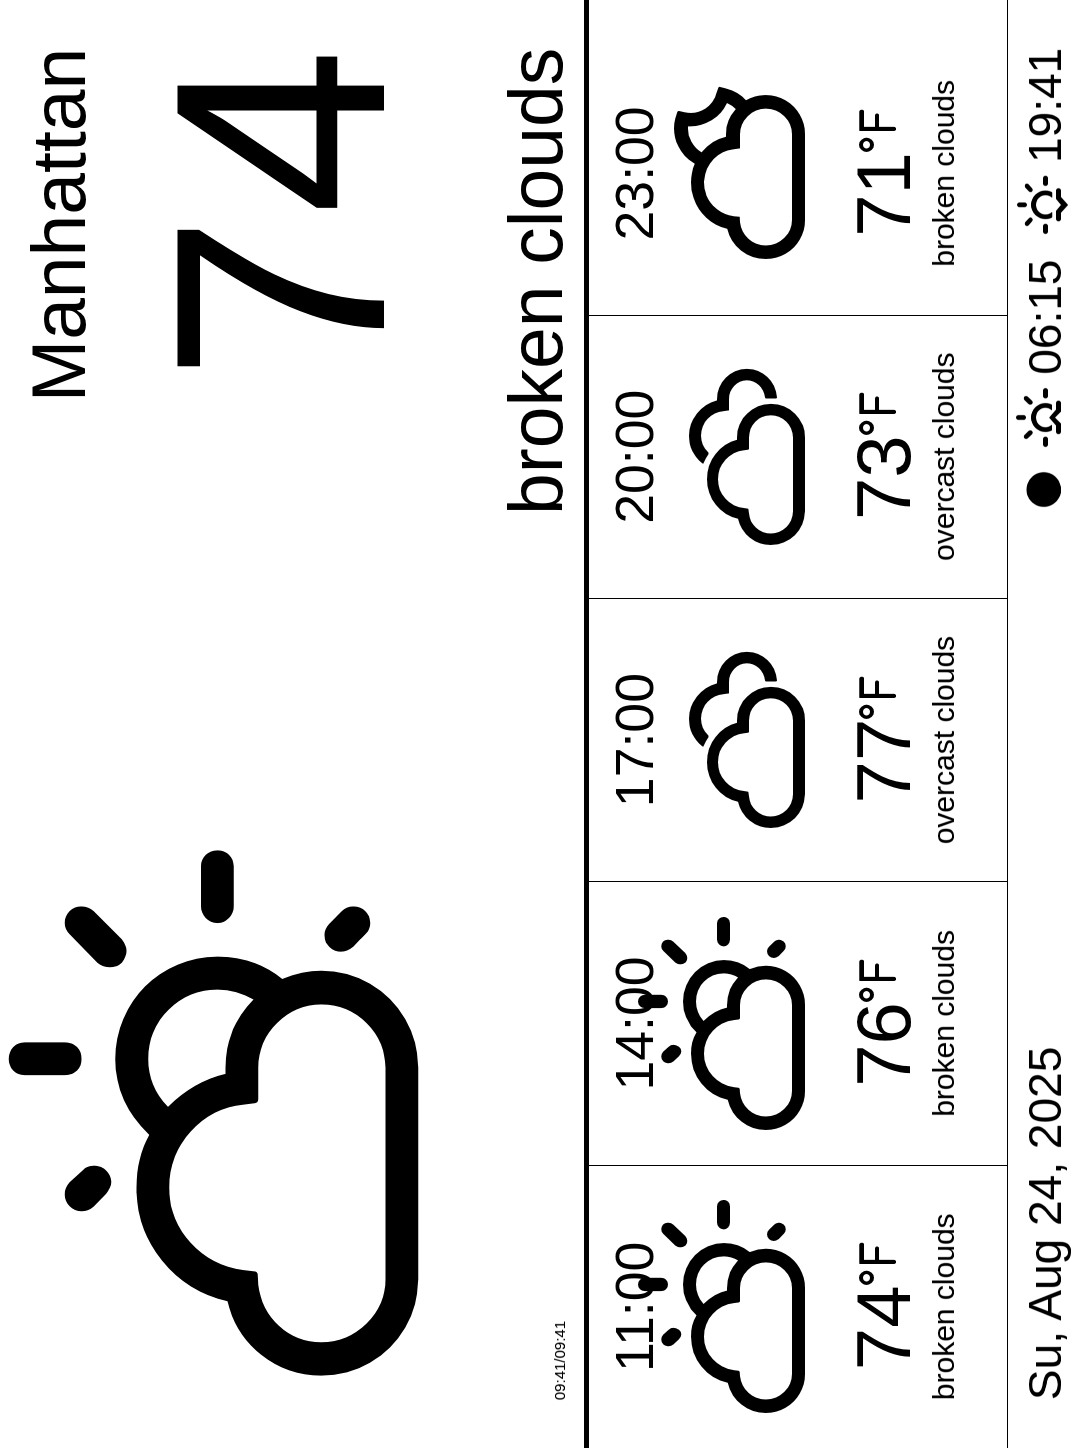 Manhattan
74
broken clouds
09:41/09:41
11:00
74°F
broken clouds
14:00
76°F
broken clouds
17:00
77°F
overcast clouds
20:00
73°F
overcast clouds
23:00
71°F
broken clouds
Su, Aug 24, 2025
06:15
19:41